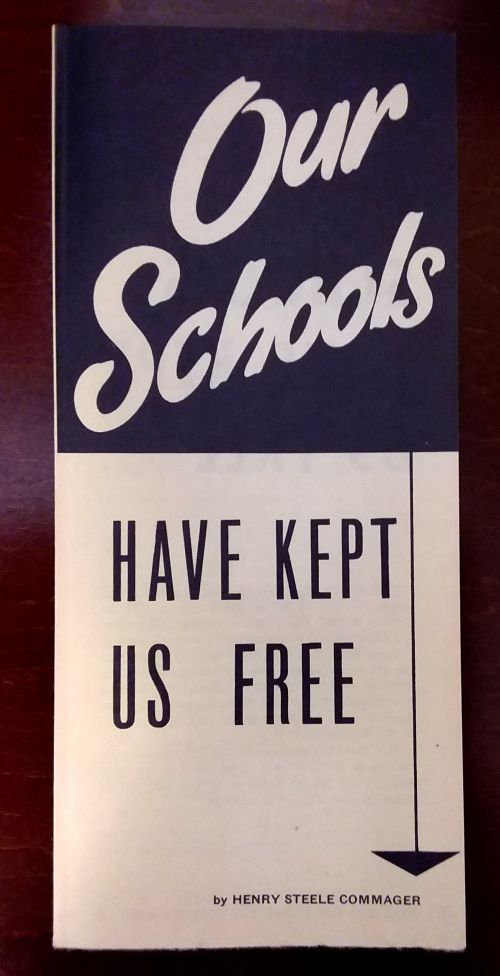 Our
Schools
HAVE KEPT
US FREE
by HENRY STEELE COMMAGER